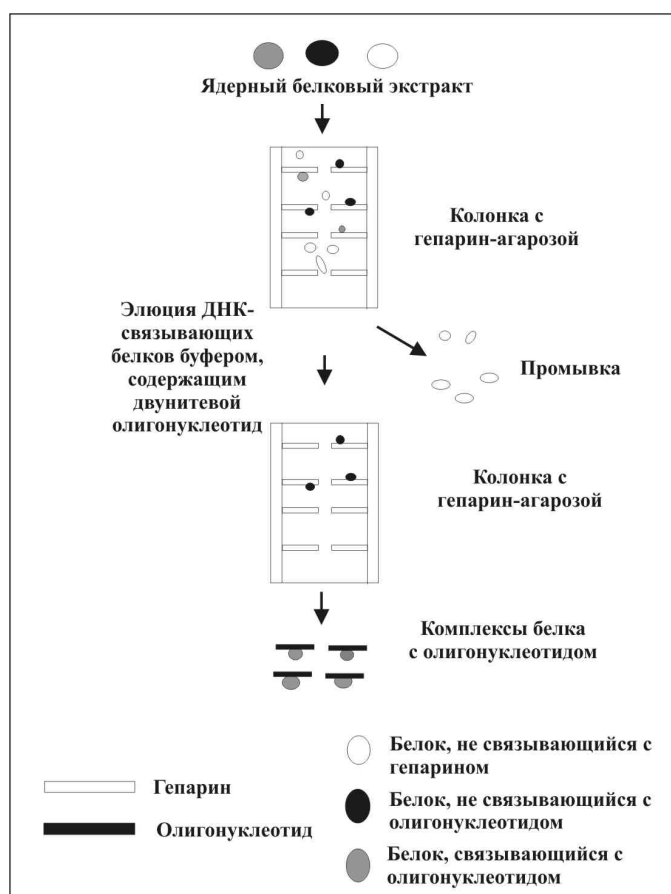 Ядерный белковый экстракт
Колонка с
гепарин-агарозой
Элюция ДНК-
связывающих
белков буфером,
содержащим
двунитевой
олигонуклеотид
Промывка
Колонка с
гепарин-агарозой
Комплексы белка
с олигонуклеотидом
Гепарин
Олигонуклеотид
Белок, не связывающийся с
гепарином
Белок, не связывающийся с
олигонуклеотидом
Белок, связывающийся с
олигонуклеотидом